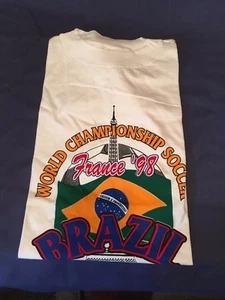 WORLD CHAMPIONSHIP SOCCER
France '98
BRAZIL